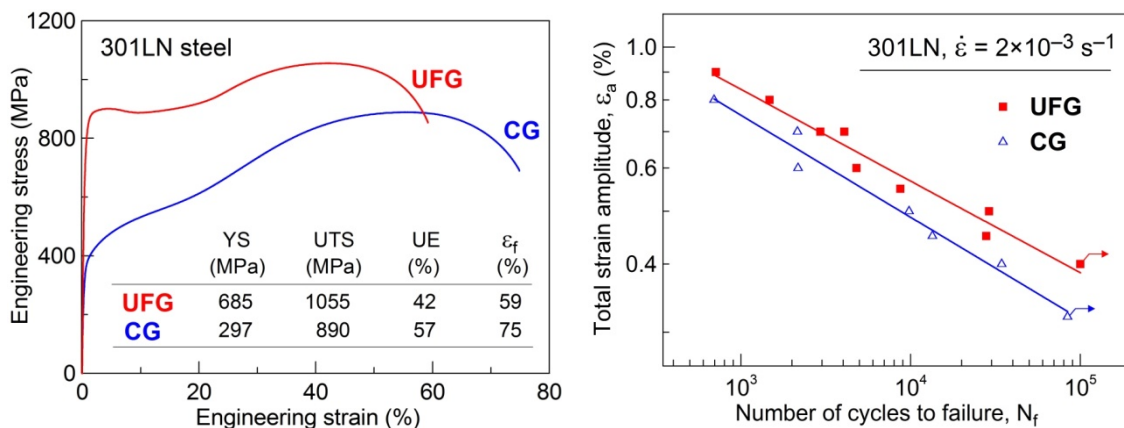 1200
800
400
0
Engineering stress (MPa)
301LN steel
UFG
CG
YS UTS UE ε_f
(MPa) (MPa) (%) (%)
UFG 685 1055 42 59
CG 297 890 57 75
0 20 40 60 80
Engineering strain (%)
1.0
0.8
0.6
0.4
Total strain amplitude, ε_a (%)
301LN, ε̇ = 2×10⁻³ s⁻¹
UFG
CG
10³ 10⁴ 10⁵
Number of cycles to failure, N_f